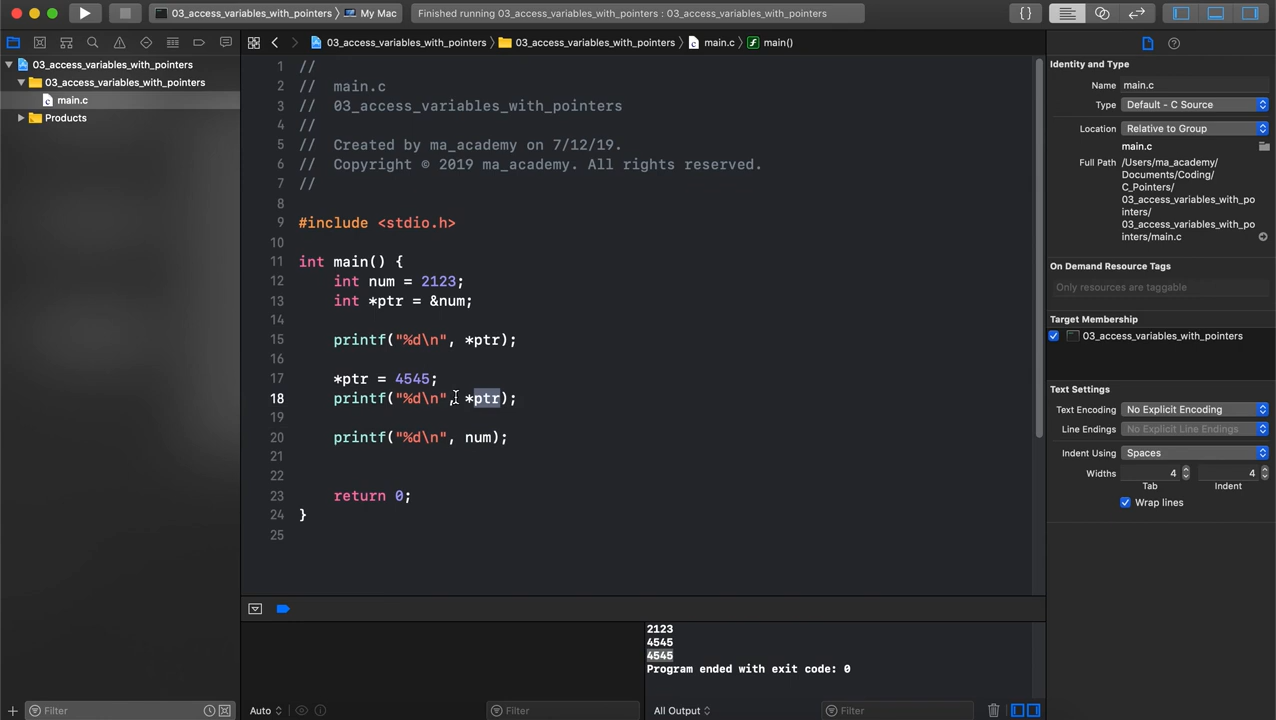 03_access_variables_with_pointers
My Mac
Finished running 03_access_variables_with_pointers : 03_access_variables_with_pointers
03_access_variables_with_pointers
03_access_variables_with_pointers
main.c
main()
03_access_variables_with_pointers
03_access_variables_with_pointers
main.c
Products
1 //
2 // main.c
3 // 03_access_variables_with_pointers
4 //
5 // Created by ma_academy on 7/12/19.
6 // Copyright © 2019 ma_academy. All rights reserved.
7 //
8
9 #include <stdio.h>
10
11 int main() {
12 int num = 2123;
13 int *ptr = &num;
14
15 printf("%d\n", *ptr);
16
17 *ptr = 4545;
18 printf("%d\n", *ptr);
19
20 printf("%d\n", num);
21
22
23 return 0;
24 }
25
Identity and Type
Name main.c
Type Default - C Source
Location Relative to Group
main.c
Full Path /Users/ma_academy/
Documents/Coding/
C_Pointers/
03_access_variables_with_po
inters/
03_access_variables_with_po
inters/main.c
On Demand Resource Tags
Only resources are taggable
Target Membership
03_access_variables_with_pointers
Text Settings
Text Encoding No Explicit Encoding
Line Endings No Explicit Line Endings
Indent Using Spaces
Widths 4 4
Tab Indent
Wrap lines
2123
4545
4545
Program ended with exit code: 0
Filter
Auto
Filter
All Output
Filter